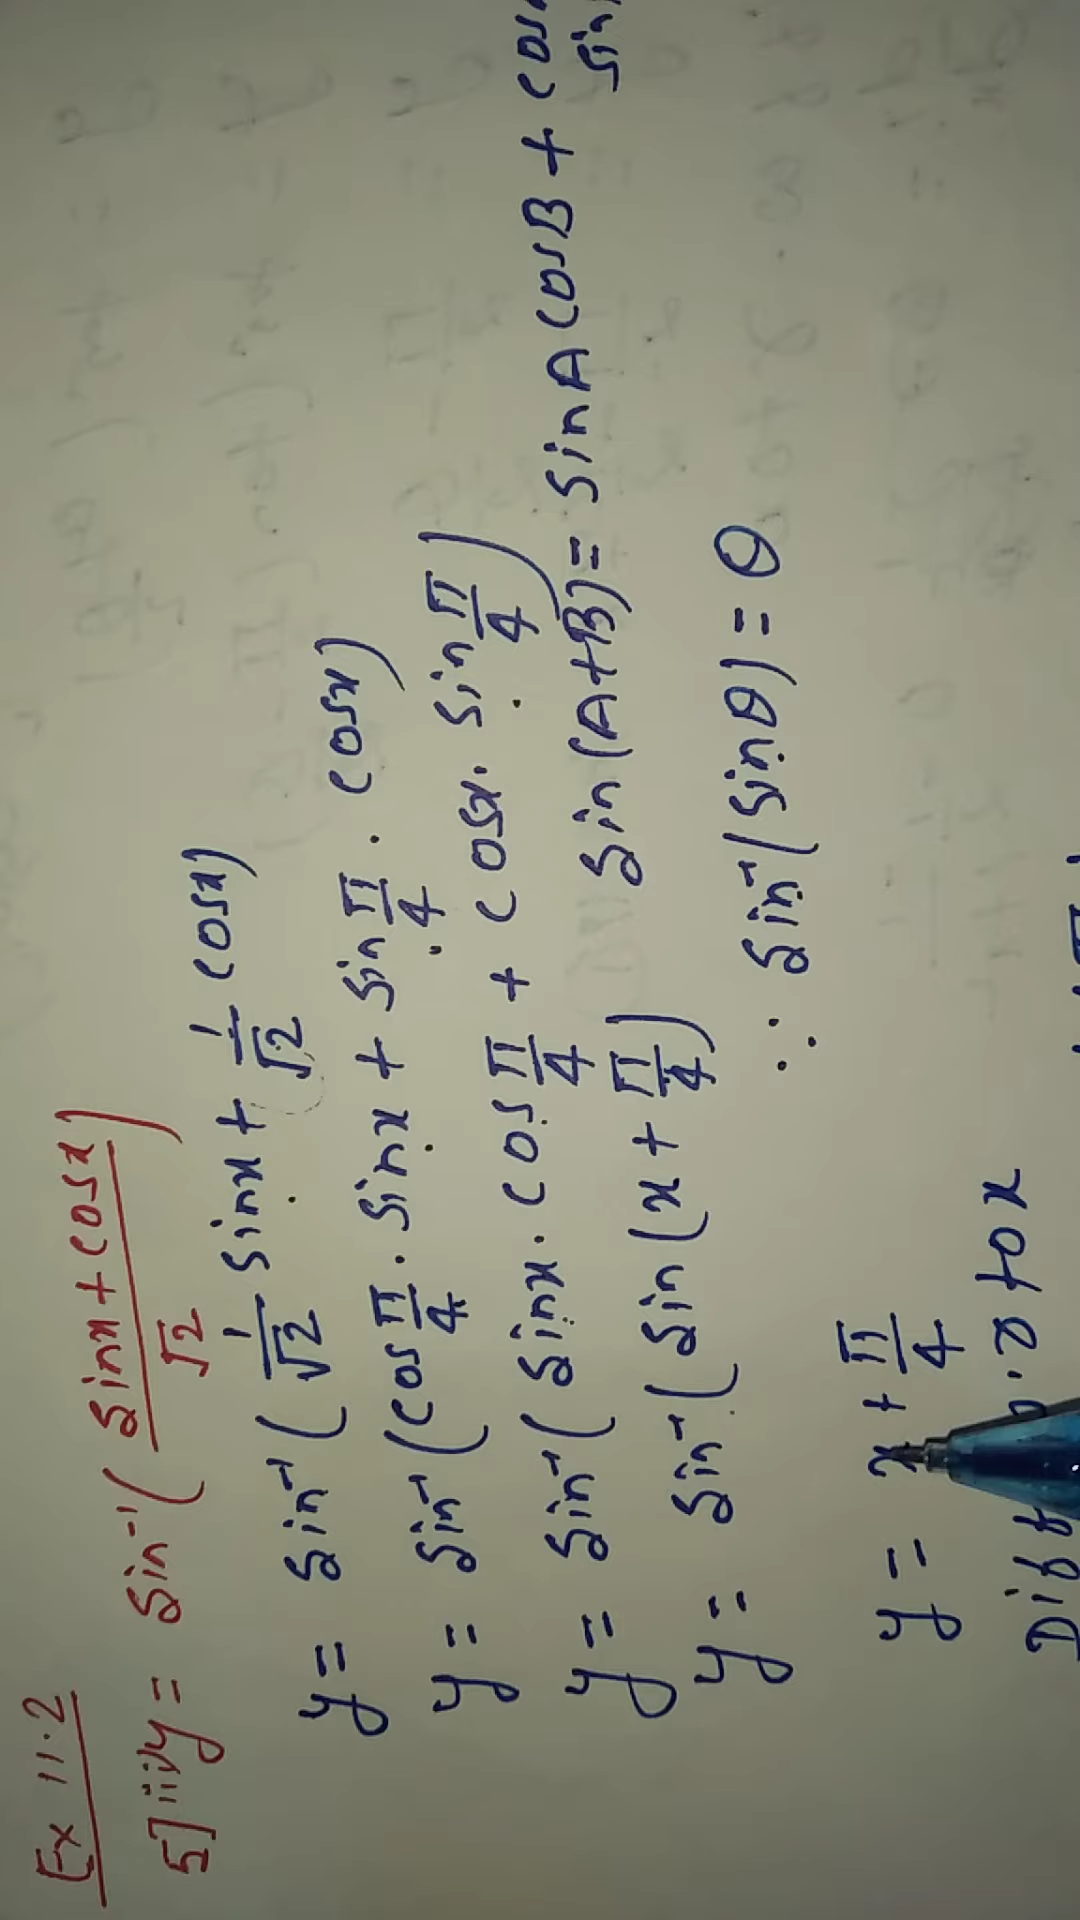 Ex 11.2
5] iii) y = sin⁻¹( (sinx + cosx) / √2 )
y = sin⁻¹( 1/√2 sinx + 1/√2 cosx)
y = sin⁻¹(cos π/4 . sinx + sin π/4 . cosx)
y = sin⁻¹( sinx . cos π/4 + cosx . sin π/4 )
y = sin⁻¹( sin (x + π/4) sin(A+B) = sinA cosB + cos
∴ sin⁻¹(sinθ) = θ
y = x + π/4
Diff to x